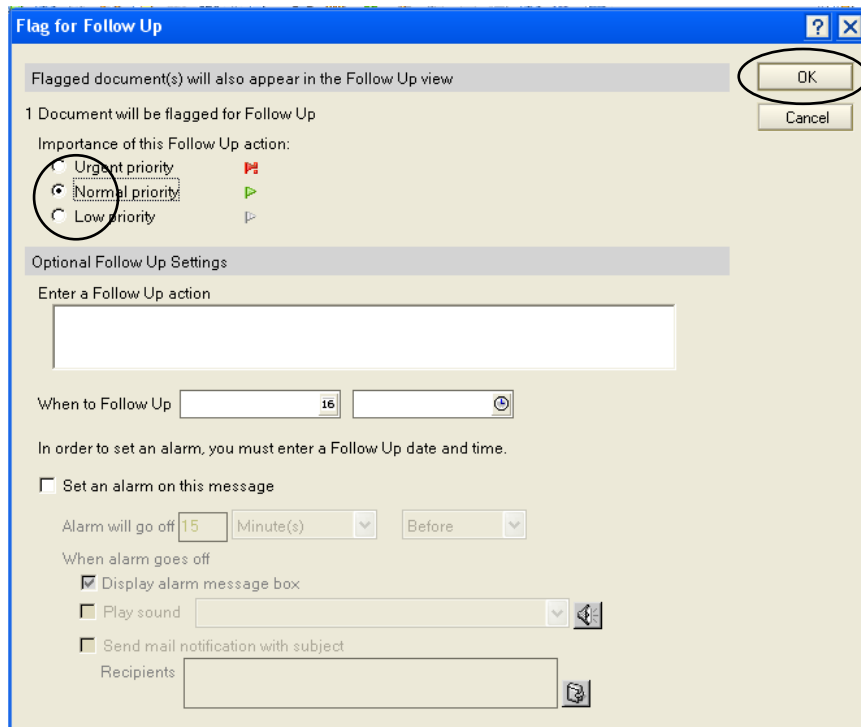 Flag for Follow Up
Flagged document(s) will also appear in the Follow Up view
OK
1 Document will be flagged for Follow Up
Cancel
Importance of this Follow Up action:
Urgent priority
Normal priority
Low priority
Optional Follow Up Settings
Enter a Follow Up action
When to Follow Up 16
In order to set an alarm, you must enter a Follow Up date and time.
Set an alarm on this message
Alarm will go off 15 Minute(s) Before
When alarm goes off
Display alarm message box
Play sound
Send mail notification with subject
Recipients